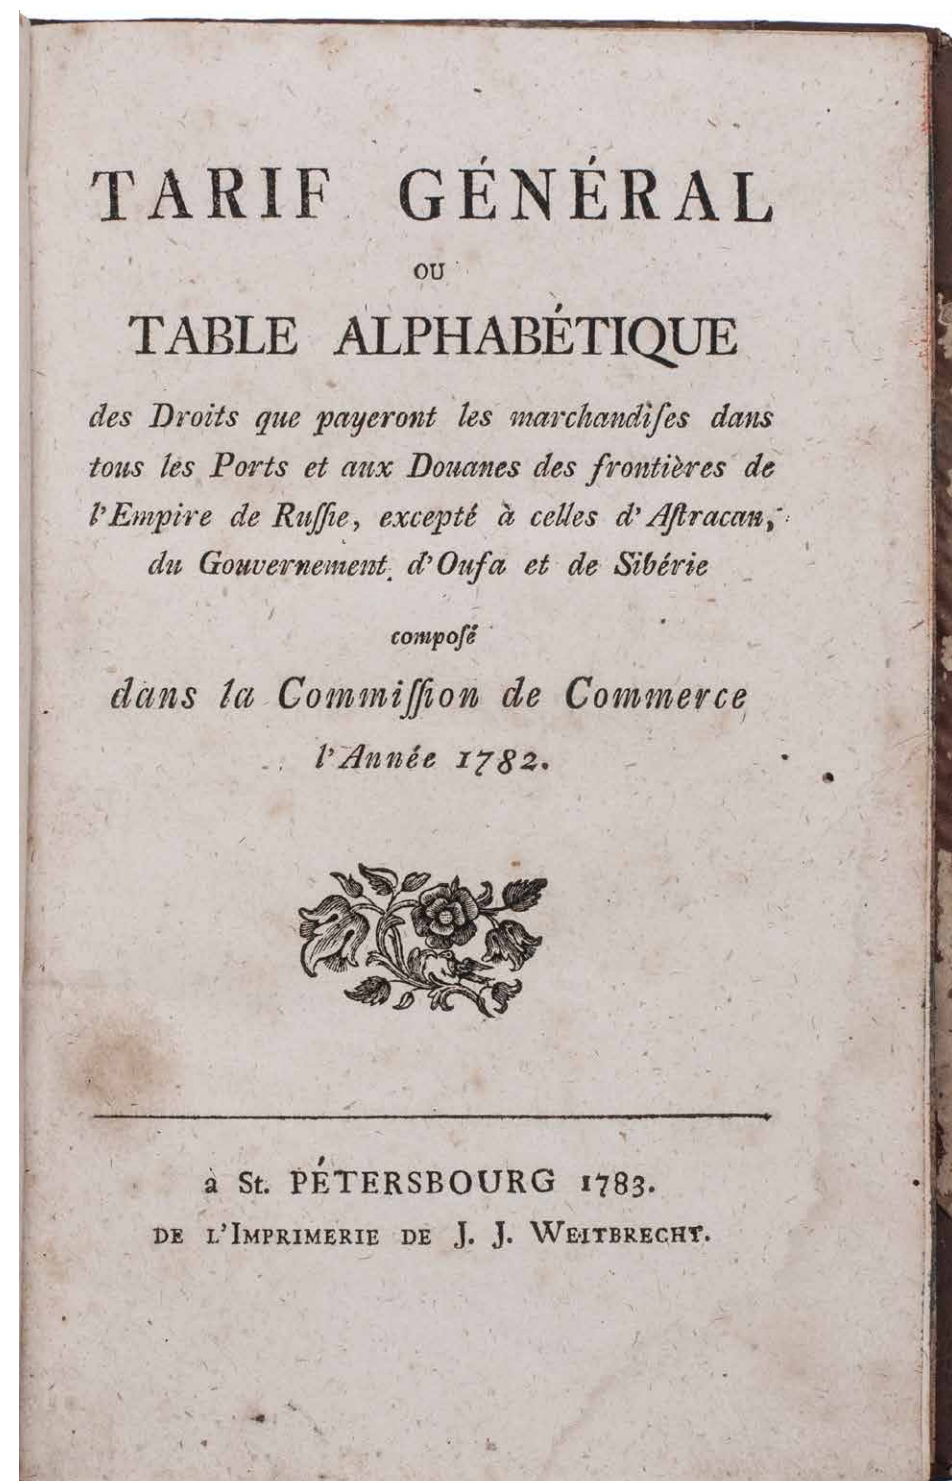 TARIF GÉNÉRAL
OU
TABLE ALPHABÉTIQUE
des Droits que payeront les marchandiſes dans
tous les Ports et aux Douanes des frontières de
l'Empire de Ruſſie, excepté à celles d'Aſtracan,
du Gouvernement d'Oufa et de Sibérie
compoſé
dans la Commiſſion de Commerce
l'Année 1782.
à St. PÉTERSBOURG 1783.
DE L'IMPRIMERIE DE J. J. WEITBRECHT.